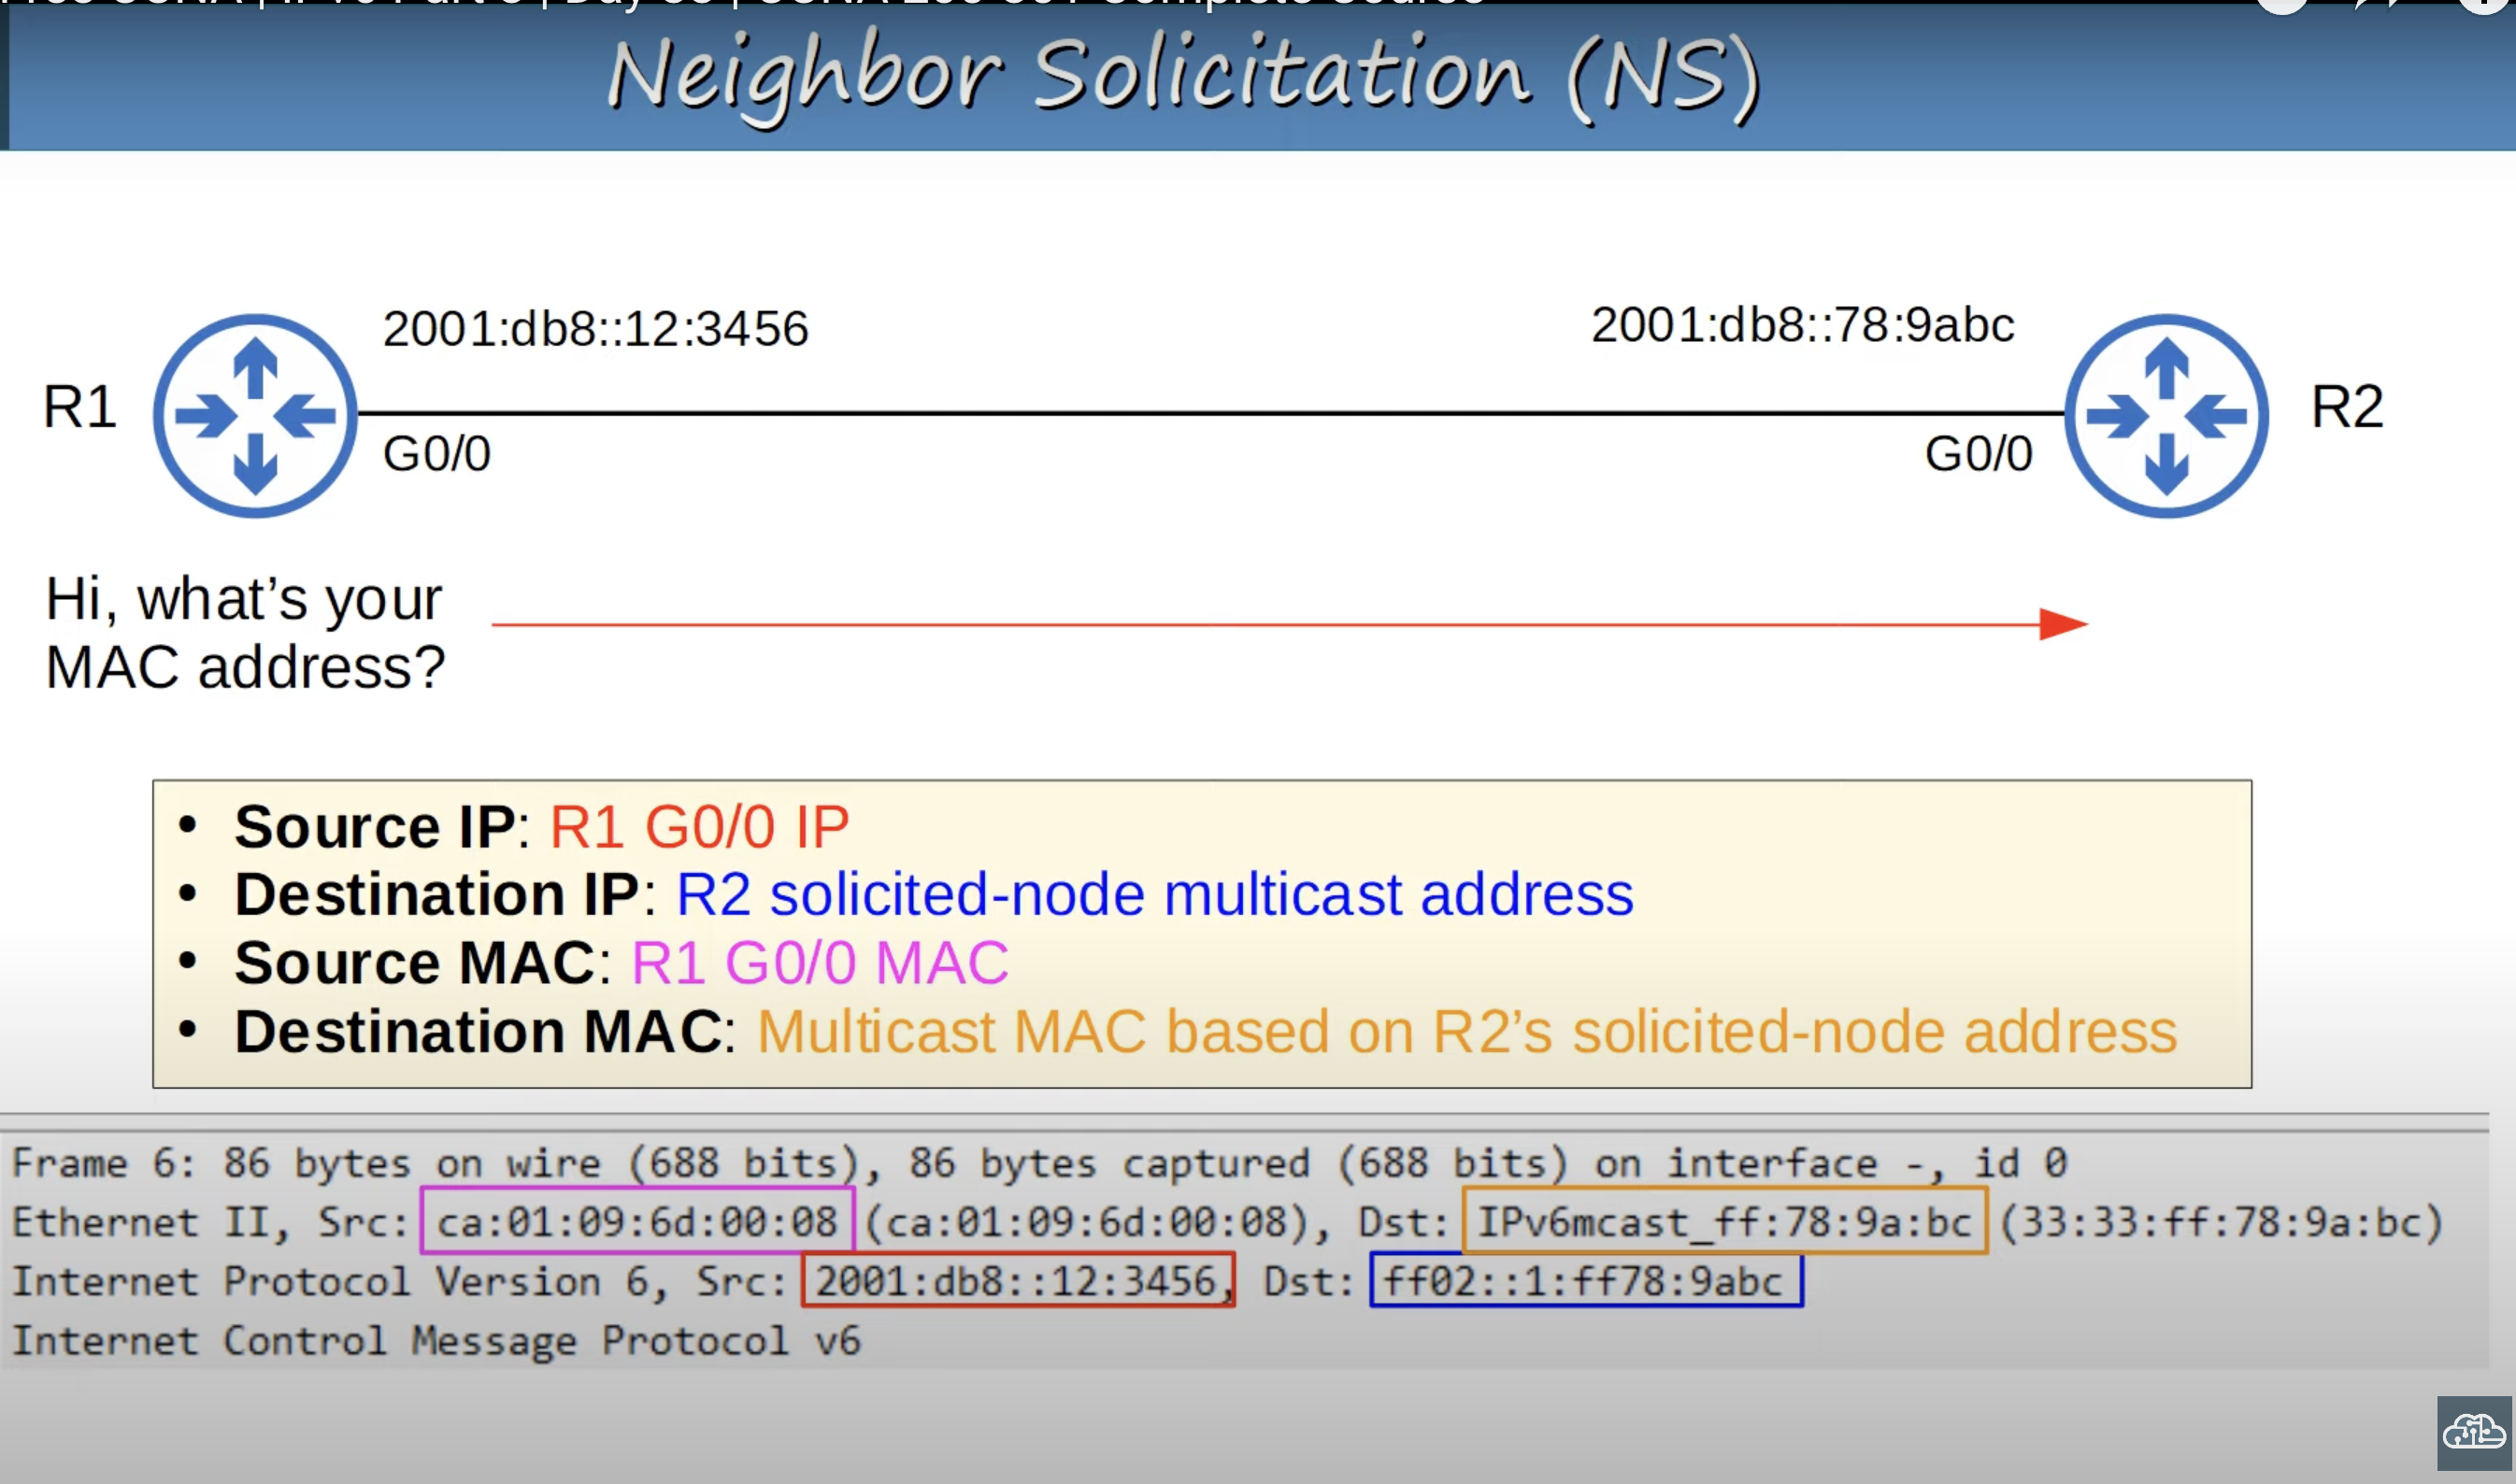 Neighbor Solicitation (NS)
2001:db8::12:3456
2001:db8::78:9abc
R1
R2
G0/0
G0/0
Hi, what’s your
MAC address?
• Source IP: R1 G0/0 IP
• Destination IP: R2 solicited-node multicast address
• Source MAC: R1 G0/0 MAC
• Destination MAC: Multicast MAC based on R2’s solicited-node address
Frame 6: 86 bytes on wire (688 bits), 86 bytes captured (688 bits) on interface -, id 0
Ethernet II, Src: ca:01:09:6d:00:08 (ca:01:09:6d:00:08), Dst: IPv6mcast_ff:78:9a:bc (33:33:ff:78:9a:bc)
Internet Protocol Version 6, Src: 2001:db8::12:3456, Dst: ff02::1:ff78:9abc
Internet Control Message Protocol v6